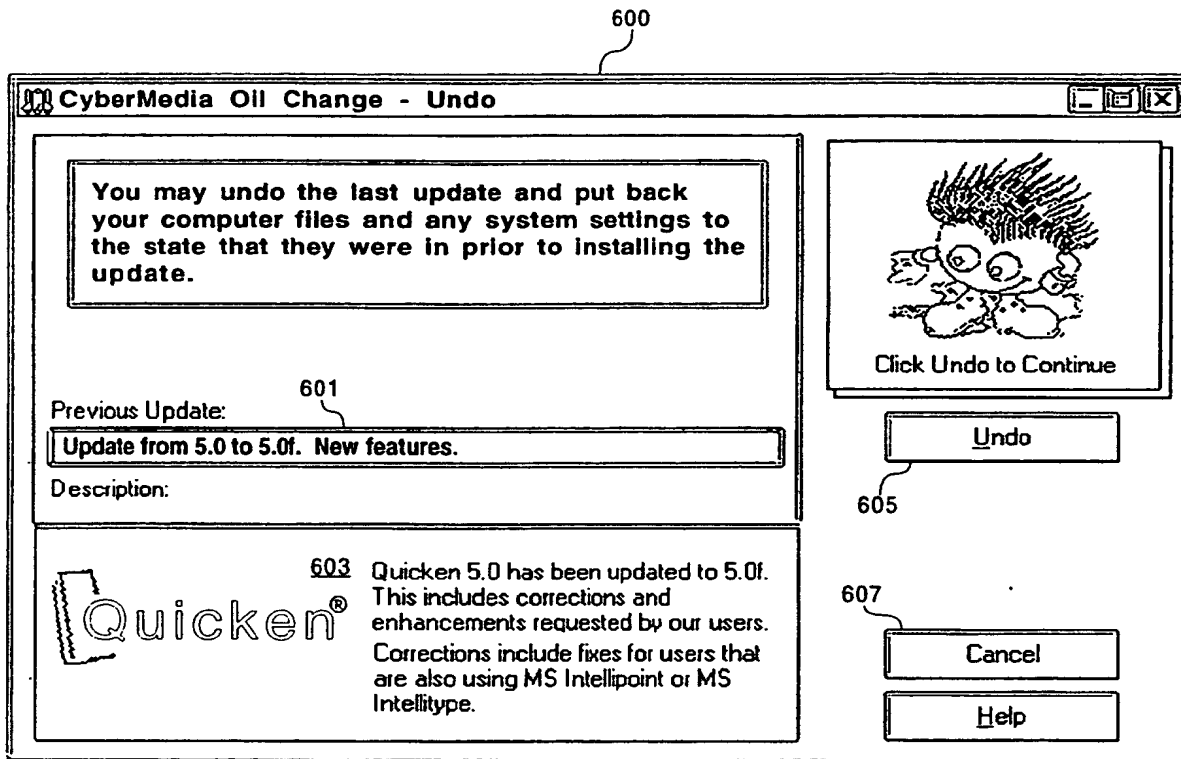 600
CyberMedia Oil Change - Undo
You may undo the last update and put back
your computer files and any system settings to
the state that they were in prior to installing the
update.
Click Undo to Continue
601
Previous Update:
Update from 5.0 to 5.0f. New features.
Description:
Undo
605
603
Quicken®
Quicken 5.0 has been updated to 5.0f.
This includes corrections and
enhancements requested by our users.
Corrections include fixes for users that
are also using MS Intellipoint or MS
Intellitype.
607
Cancel
Help